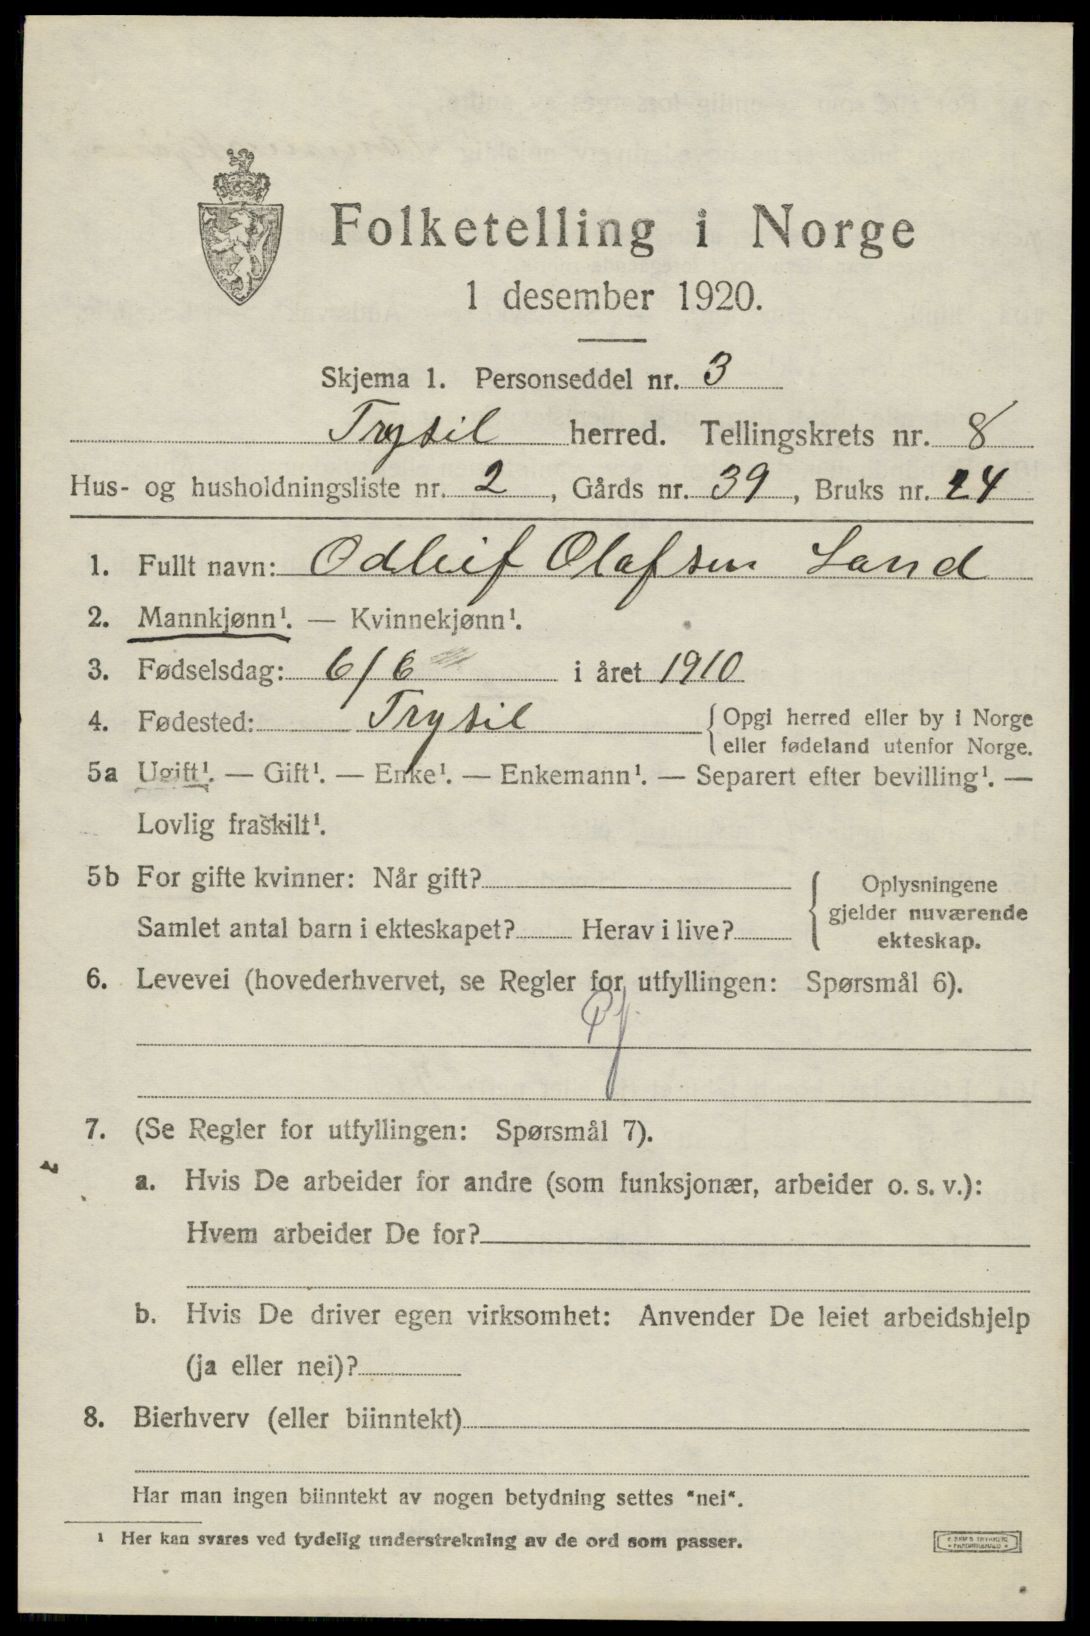 Folketelling i Norge
1 desember 1920.
Skjema 1. Personseddel nr. 3
Trysil herred. Tellingskrets nr. 8
Hus- og husholdningsliste nr. 2, Gårds nr. 39, Bruks nr. 24
1. Fullt navn: Odleif Olafsen Land
2. Mannkjønn¹. — Kvinnekjønn¹.
3. Fødselsdag: 6/6 i året 1910
4. Fødested: Trysil {Opgi herred eller by i Norge
eller fødeland utenfor Norge.
5a Ugift¹. — Gift¹. — Enke¹. — Enkemann¹. — Separert efter bevilling¹. —
Lovlig fraskilt¹.
5b For gifte kvinner: Når gift?
Samlet antal barn i ekteskapet? Herav i live?
{ Oplysningene
gjelder nuværende
ekteskap.
6. Levevei (hovederhvervet, se Regler for utfyllingen: Spørsmål 6).
7. (Se Regler for utfyllingen: Spørsmål 7).
a. Hvis De arbeider for andre (som funksjonær, arbeider o. s. v.):
Hvem arbeider De for?
b. Hvis De driver egen virksomhet: Anvender De leiet arbeidshjelp
(ja eller nei)?
8. Bierhverv (eller biinntekt)
Har man ingen biinntekt av nogen betydning settes "nei".
¹ Her kan svares ved tydelig understrekning av de ord som passer.